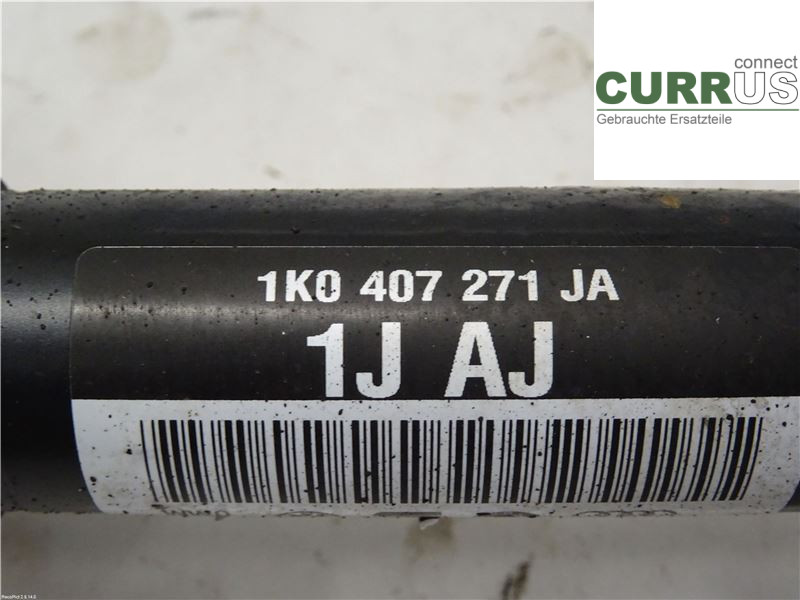 connect
CURRUS
Gebrauchte Ersatzteile
1K0 407 271 JA
1J AJ